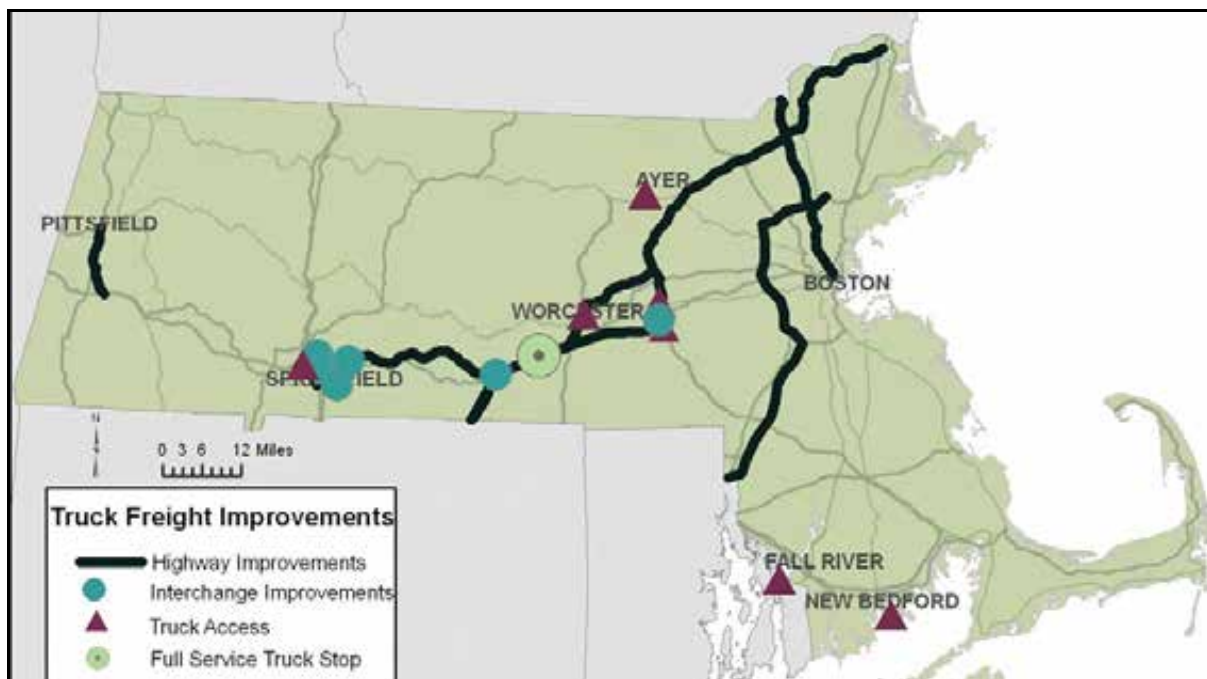 AYER
PITTSFIELD
BOSTON
WORCESTER
SPRINGFIELD
N
0 3 6 12 Miles
Truck Freight Improvements
Highway Improvements
Interchange Improvements
Truck Access
Full Service Truck Stop
FALL RIVER
NEW BEDFORD